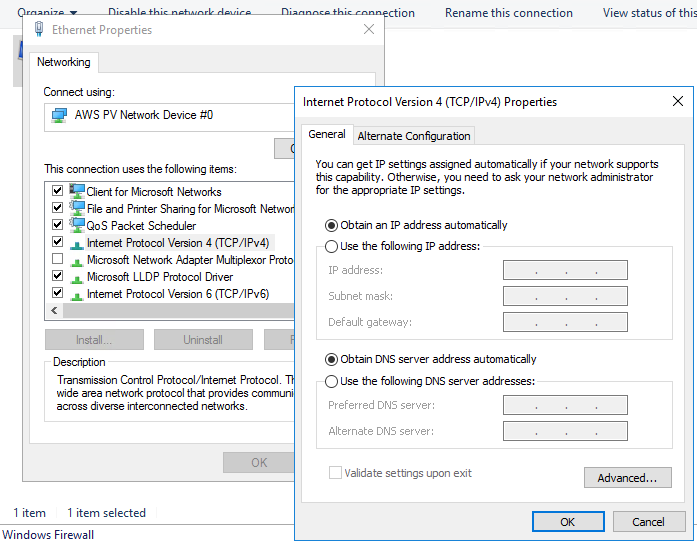 Organize
Disable this network device
Diagnose this connection
Rename this connection
View status of this
Ethernet Properties
Networking
Connect using:
AWS PV Network Device #0
This connection uses the following items:
Client for Microsoft Networks
File and Printer Sharing for Microsoft Networ
QoS Packet Scheduler
Internet Protocol Version 4 (TCP/IPv4)
Microsoft Network Adapter Multiplexor Proto
Microsoft LLDP Protocol Driver
Internet Protocol Version 6 (TCP/IPv6)
Install...
Uninstall
Description
Transmission Control Protocol/Internet Protocol. Th
wide area network protocol that provides communi
across diverse interconnected networks.
OK
1 item
1 item selected
Windows Firewall
Internet Protocol Version 4 (TCP/IPv4) Properties
General
Alternate Configuration
You can get IP settings assigned automatically if your network supports
this capability. Otherwise, you need to ask your network administrator
for the appropriate IP settings.
Obtain an IP address automatically
Use the following IP address:
IP address:
Subnet mask:
Default gateway:
Obtain DNS server address automatically
Use the following DNS server addresses:
Preferred DNS server:
Alternate DNS server:
Validate settings upon exit
Advanced...
OK
Cancel